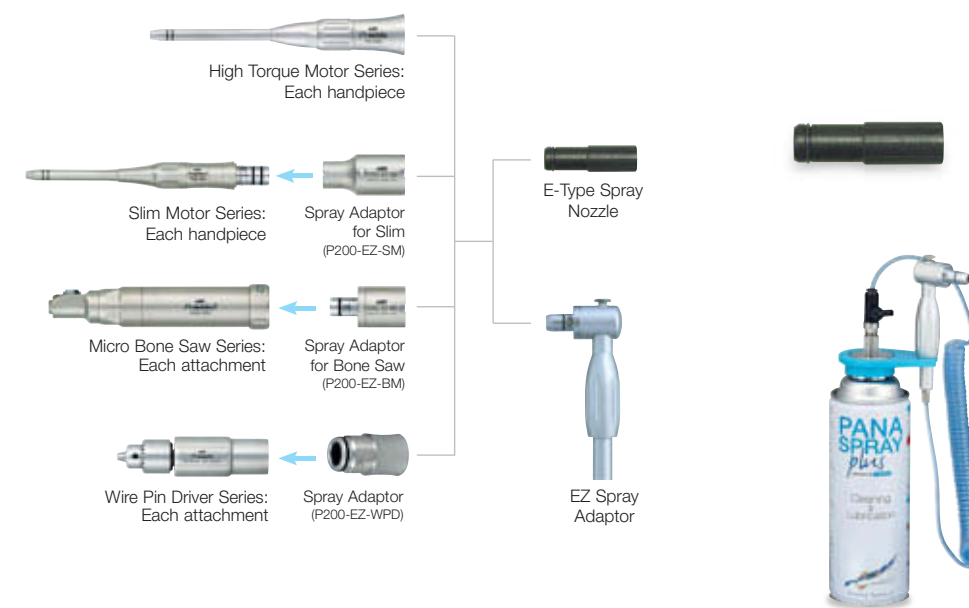 High Torque Motor Series:
Each handpiece
Slim Motor Series:
Each handpiece
Spray Adaptor
for Slim
(P200-EZ-SM)
Micro Bone Saw Series:
Each attachment
Spray Adaptor
for Bone Saw
(P200-EZ-BM)
Wire Pin Driver Series:
Each attachment
Spray Adaptor
(P200-EZ-WPD)
E-Type Spray
Nozzle
EZ Spray
Adaptor
PANA
SPRAY
plus
Cleaning
&
Lubrication